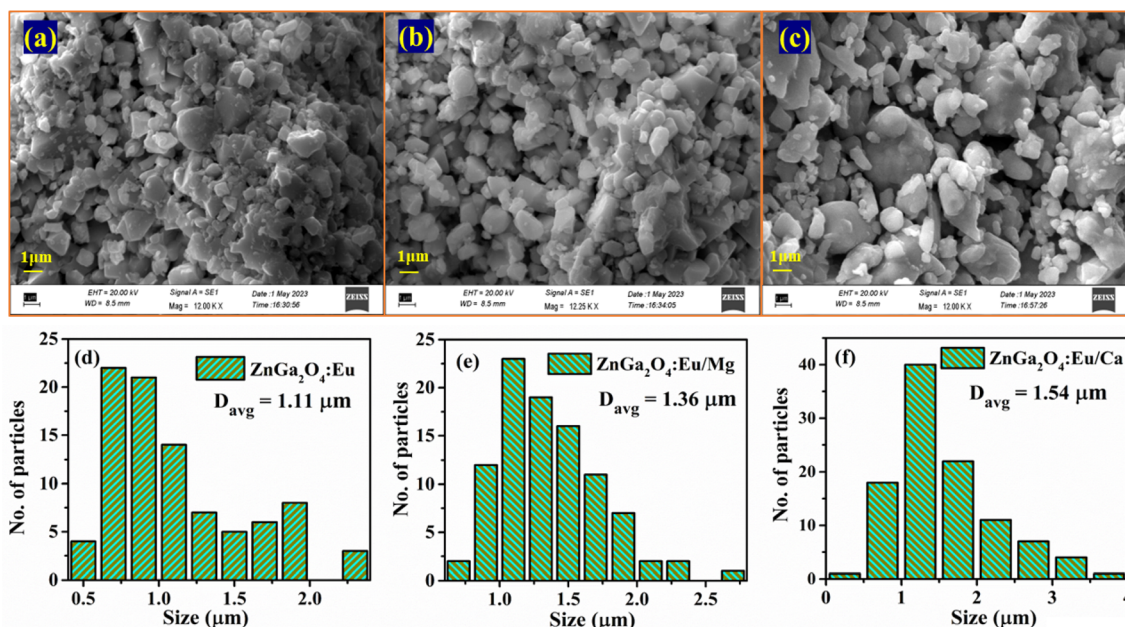 (a)
1µm
EHT = 20.00 kV Signal A = SE1 Date :1 May 2023
WD = 8.5 mm Mag = 12.00 K X Time :16:30:56
ZEISS
(b)
1µm
EHT = 20.00 kV Signal A = SE1 Date :1 May 2023
WD = 8.5 mm Mag = 12.25 K X Time :16:34:05
ZEISS
(c)
1µm
EHT = 20.00 kV Signal A = SE1 Date :1 May 2023
WD = 8.5 mm Mag = 12.00 K X Time :16:57:26
ZEISS
(d)
ZnGa₂O₄:Eu
D_avg = 1.11 µm
No. of particles
25
20
15
10
5
0
0.5 1.0 1.5 2.0
Size (µm)
(e)
ZnGa₂O₄:Eu/Mg
D_avg = 1.36 µm
No. of particles
25
20
15
10
5
0
1.0 1.5 2.0 2.5
Size (µm)
(f)
ZnGa₂O₄:Eu/Ca
D_avg = 1.54 µm
No. of particles
40
30
20
10
0
0 1 2 3 4
Size (µm)